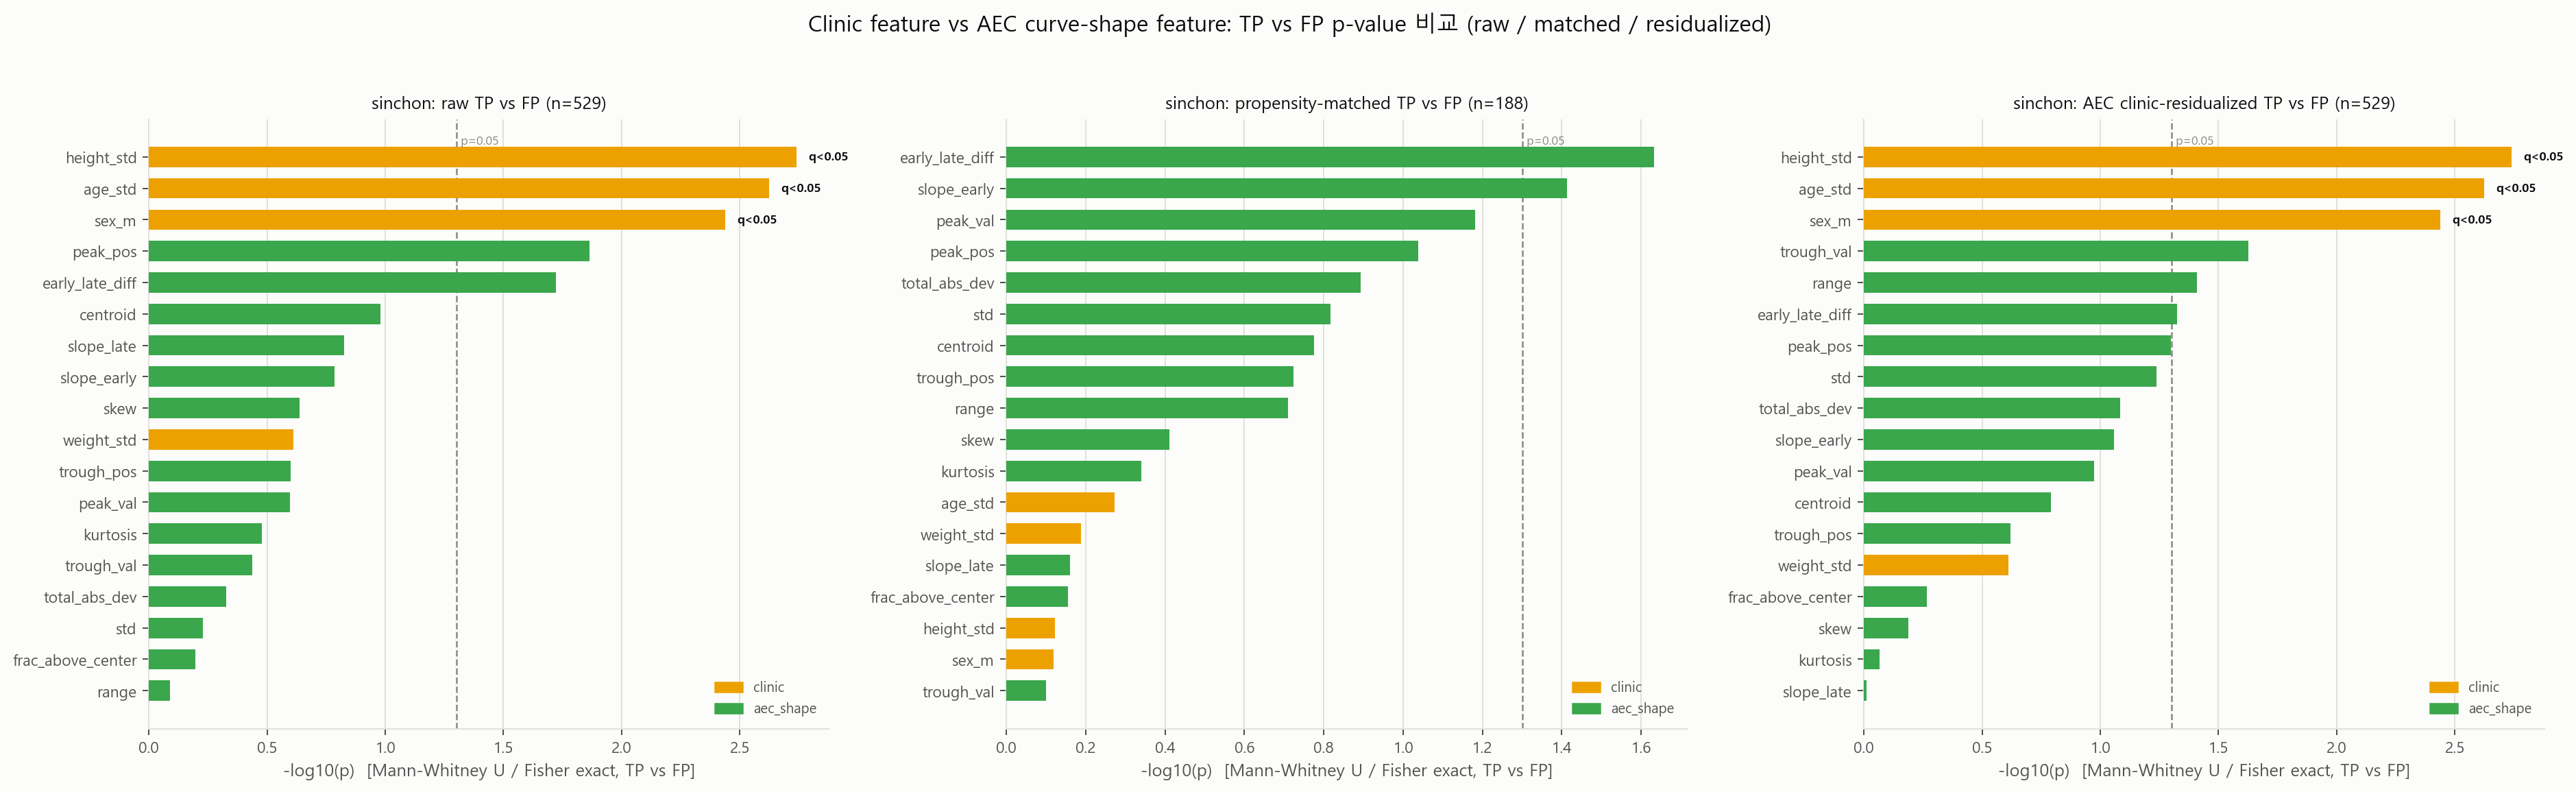 Clinic feature vs AEC curve-shape feature: TP vs FP p-value 비교 (raw / matched / residualized)
sinchon: raw TP vs FP (n=529)
p=0.05
height_std
q<0.05
age_std
q<0.05
sex_m
q<0.05
peak_pos
early_late_diff
centroid
slope_late
slope_early
skew
weight_std
trough_pos
peak_val
kurtosis
trough_val
total_abs_dev
std
frac_above_center
range
clinic
aec_shape
0.0 0.5 1.0 1.5 2.0 2.5
-log10(p) [Mann-Whitney U / Fisher exact, TP vs FP]
sinchon: propensity-matched TP vs FP (n=188)
p=0.05
early_late_diff
slope_early
peak_val
peak_pos
total_abs_dev
std
centroid
trough_pos
range
skew
kurtosis
age_std
weight_std
slope_late
frac_above_center
height_std
sex_m
trough_val
clinic
aec_shape
0.0 0.2 0.4 0.6 0.8 1.0 1.2 1.4 1.6
-log10(p) [Mann-Whitney U / Fisher exact, TP vs FP]
sinchon: AEC clinic-residualized TP vs FP (n=529)
p=0.05
height_std
q<0.05
age_std
q<0.05
sex_m
q<0.05
trough_val
range
early_late_diff
peak_pos
std
total_abs_dev
slope_early
peak_val
centroid
trough_pos
weight_std
frac_above_center
skew
kurtosis
slope_late
clinic
aec_shape
0.0 0.5 1.0 1.5 2.0 2.5
-log10(p) [Mann-Whitney U / Fisher exact, TP vs FP]